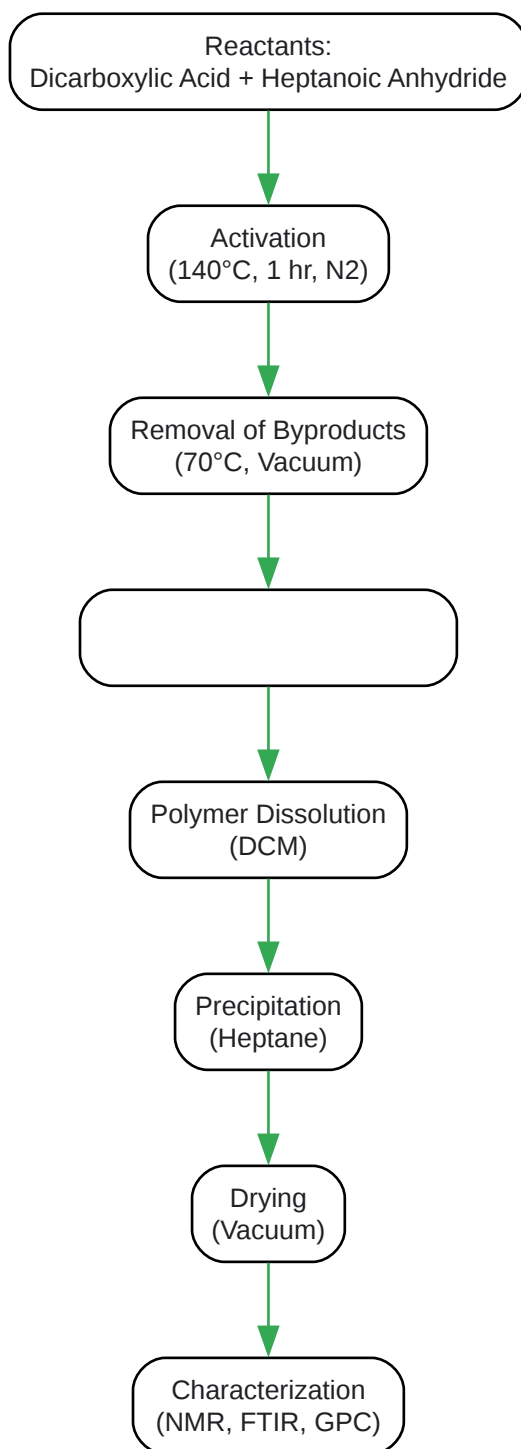 Reactants:
Dicarboxylic Acid + Heptanoic Anhydride
Activation
(140°C, 1 hr, N2)
Removal of Byproducts
(70°C, Vacuum)
Polymer Dissolution
(DCM)
Precipitation
(Heptane)
Drying
(Vacuum)
Characterization
(NMR, FTIR, GPC)